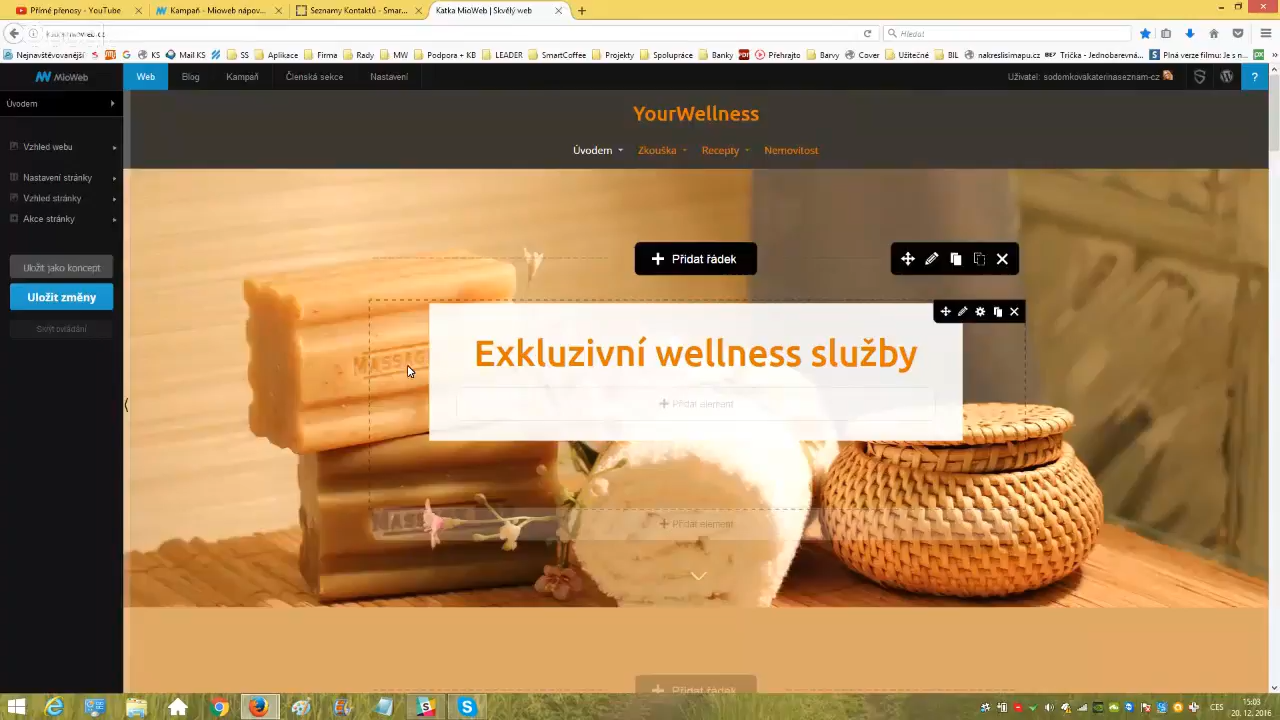 Přímé přenosy - YouTube
Kampaň - Mioweb nápov...
Seznamy Kontaktů - Smar...
Katka MioWeb | Skvělý web
Hledat
Nejnavštěvovanější
KS
Mail KS
SS
Aplikace
Firma
Rady
MW
Podpora - KB
LEADER
SmartCoffee
Projekty
Spolupráce
Banky
Přehrajto
Barvy
Cover
Užitečné
BIL
nakreslisimapu.cz
Trička - Jednobarevná...
Plná verze filmu: Je sn...
MioWeb
Web
Blog
Kampaň
Členská sekce
Nastavení
Uživatel: sodomkovakaterinaseznam-cz
?
Úvodem
YourWellness
Vzhled webu
Úvodem
Zkouška
Recepty
Nemovitost
Nastavení stránky
Vzhled stránky
Akce stránky
Přidat řádek
Uložit jako koncept
Uložit změny
Skrýt ovládání
MASSAG
Exkluzivní wellness služby
Přidat element
Přidat element
Přidat řádek
CES
15:03
20. 12. 2016